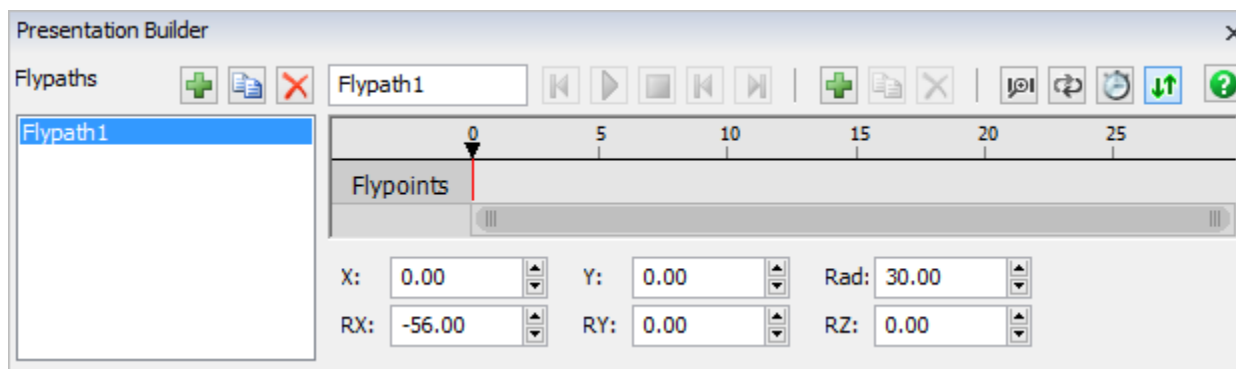 Presentation Builder
Flypaths Flypath1
Flypath1
0 5 10 15 20 25
Flypoints
X: 0.00 Y: 0.00 Rad: 30.00
RX: -56.00 RY: 0.00 RZ: 0.00